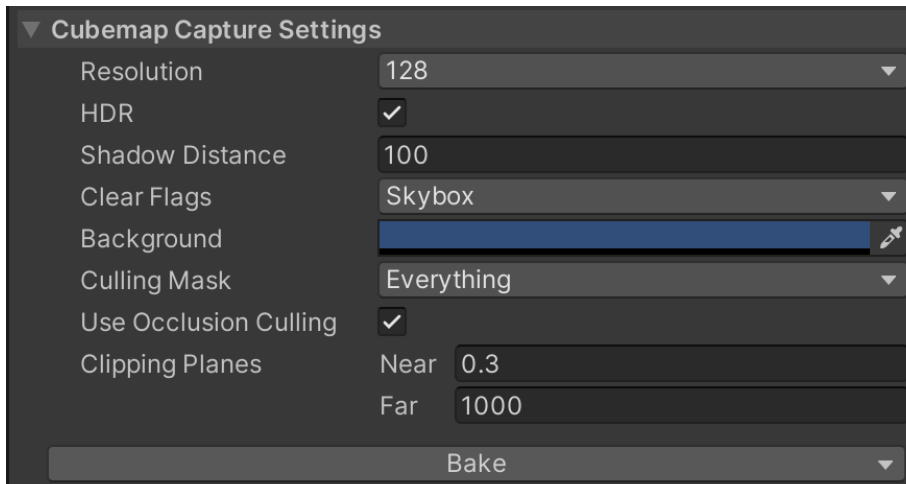 Cubemap Capture Settings
Resolution 128
HDR
Shadow Distance 100
Clear Flags Skybox
Background
Culling Mask Everything
Use Occlusion Culling
Clipping Planes Near 0.3
Far 1000
Bake